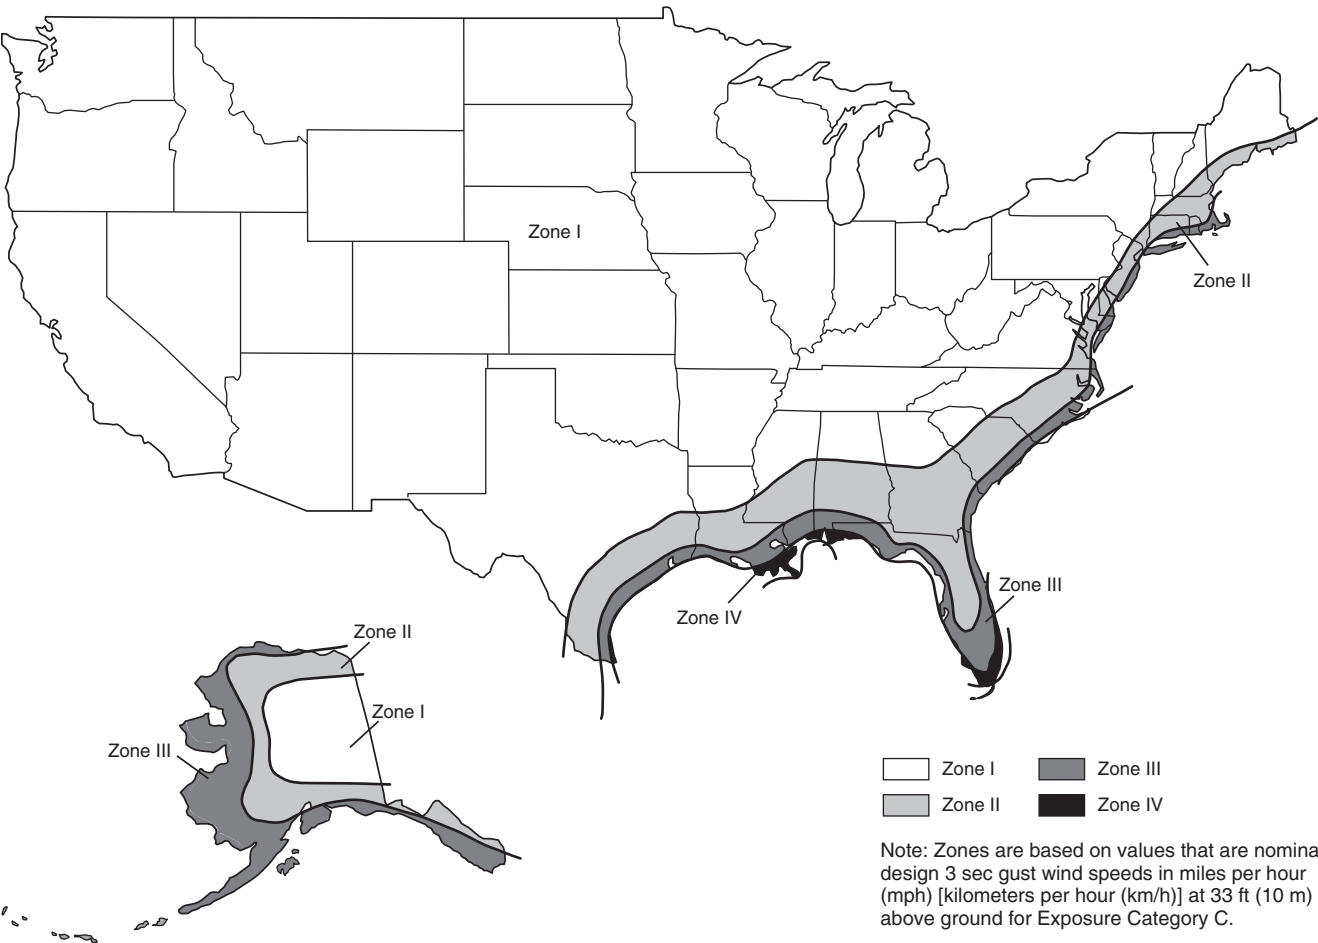 Zone I
Zone II
Zone III
Zone IV
Zone II
Zone I
Zone III
Zone I
Zone III
Zone II
Zone IV
Note: Zones are based on values that are nomina
design 3 sec gust wind speeds in miles per hour
(mph) [kilometers per hour (km/h)] at 33 ft (10 m)
above ground for Exposure Category C.